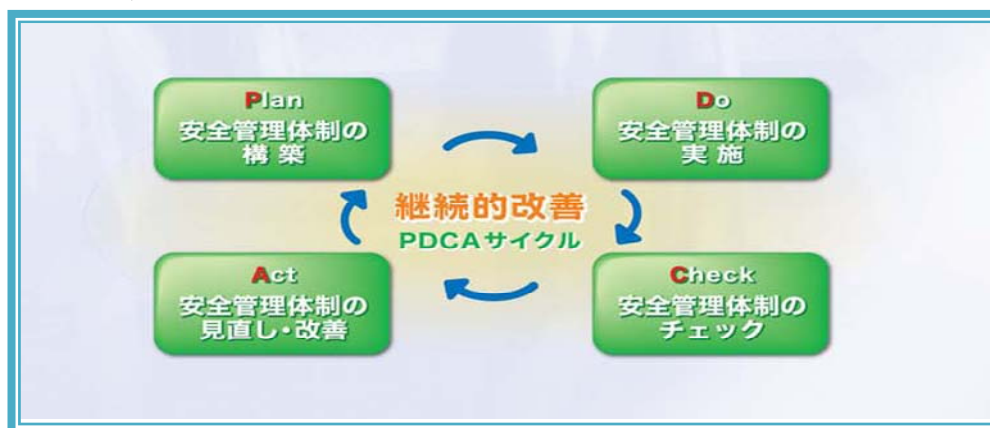 Plan
安全管理体制の
構築
Do
安全管理体制の
実施
継続的改善
PDCAサイクル
Act
安全管理体制の
見直し・改善
Check
安全管理体制の
チェック